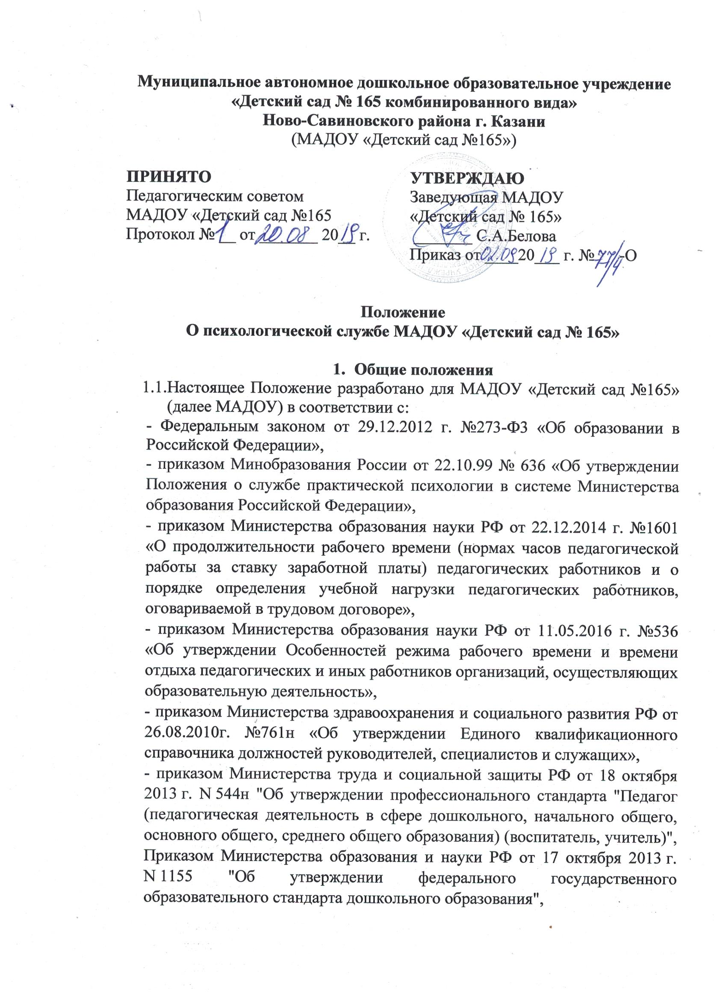 Муниципальное автономное дошкольное образовательное учреждение
«Детский сад № 165 комбинированного вида»
Ново-Савиновского района г. Казани
(МАДОУ «Детский сад №165»)
ПРИНЯТО
Педагогическим советом
МАДОУ «Детский сад №165
Протокол № 1 от 20.08 2019 г.
УТВЕРЖДАЮ
Заведующая МАДОУ
«Детский сад № 165»
С.А.Белова
Приказ от 02.09 2019 г. № 77/4-О
Положение
О психологической службе МАДОУ «Детский сад № 165»
1. Общие положения
1.1.Настоящее Положение разработано для МАДОУ «Детский сад №165»
(далее МАДОУ) в соответствии с:
- Федеральным законом от 29.12.2012 г. №273-ФЗ «Об образовании в
Российской Федерации»,
- приказом Минобразования России от 22.10.99 № 636 «Об утверждении
Положения о службе практической психологии в системе Министерства
образования Российской Федерации»,
- приказом Министерства образования науки РФ от 22.12.2014 г. №1601
«О продолжительности рабочего времени (нормах часов педагогической
работы за ставку заработной платы) педагогических работников и о
порядке определения учебной нагрузки педагогических работников,
оговариваемой в трудовом договоре»,
- приказом Министерства образования науки РФ от 11.05.2016 г. №536
«Об утверждении Особенностей режима рабочего времени и времени
отдыха педагогических и иных работников организаций, осуществляющих
образовательную деятельность»,
- приказом Министерства здравоохранения и социального развития РФ от
26.08.2010г. №761н «Об утверждении Единого квалификационного
справочника должностей руководителей, специалистов и служащих»,
- приказом Министерства труда и социальной защиты РФ от 18 октября
2013 г. N 544н "Об утверждении профессионального стандарта "Педагог
(педагогическая деятельность в сфере дошкольного, начального общего,
основного общего, среднего общего образования) (воспитатель, учитель)",
Приказом Министерства образования и науки РФ от 17 октября 2013 г.
N 1155 "Об утверждении федерального государственного
образовательного стандарта дошкольного образования",